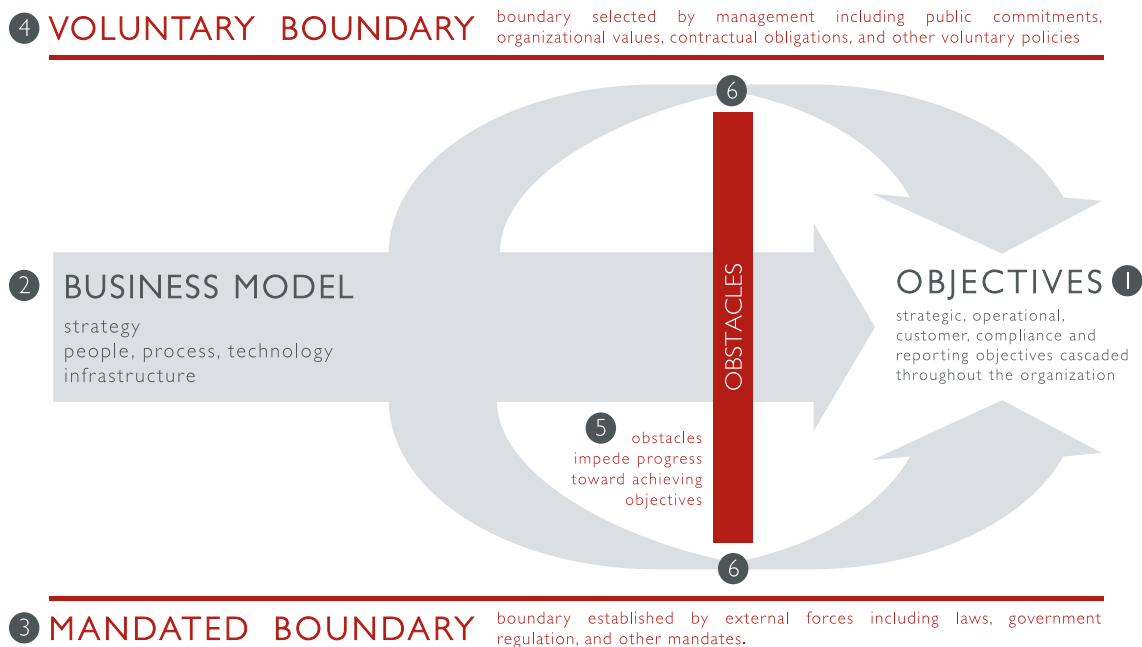 4 VOLUNTARY BOUNDARY
boundary selected by management including public commitments,
organizational values, contractual obligations, and other voluntary policies
6
OBSTACLES
2 BUSINESS MODEL
strategy
people, process, technology
infrastructure
OBJECTIVES 1
strategic, operational,
customer, compliance and
reporting objectives cascaded
throughout the organization
5 obstacles
impede progress
toward achieving
objectives
6
3 MANDATED BOUNDARY
boundary established by external forces including laws, government
regulation, and other mandates.